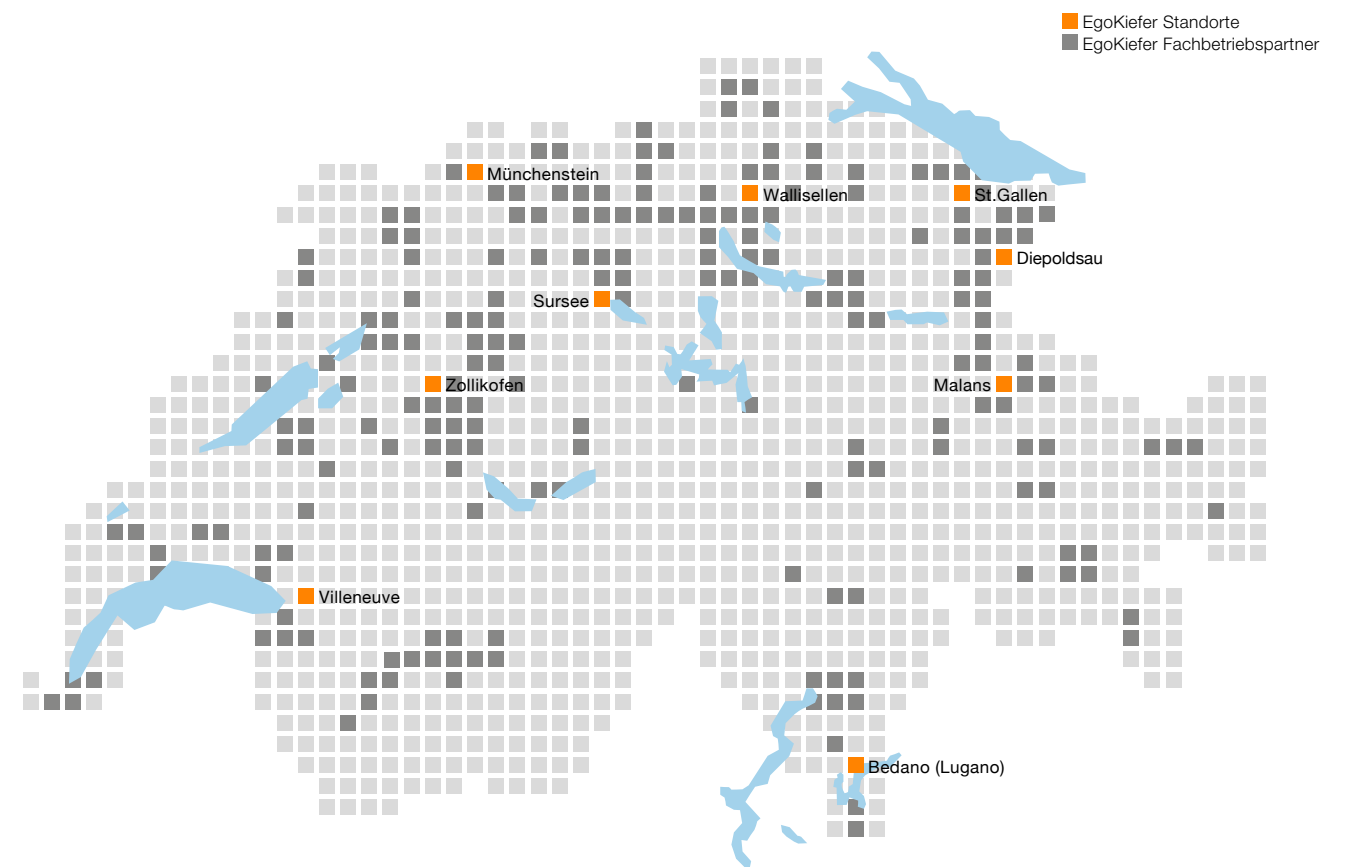 EgoKiefer Standorte
EgoKiefer Fachbetriebspartner
Münchenstein
Wallisellen
St.Gallen
Diepoldsau
Sursee
Zollikofen
Malans
Villeneuve
Bedano (Lugano)